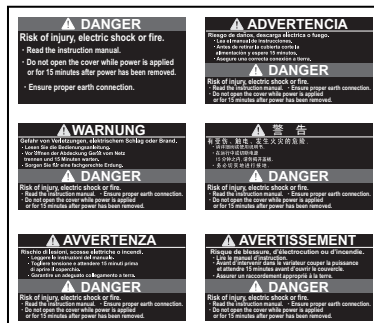 DANGER
Risk of injury, electric shock or fire.
· Read the instruction manual.
· Do not open the cover while power is applied
or for 15 minutes after power has been removed.
· Ensure proper earth connection.
ADVERTENCIA
Riesgo de daños, descarga eléctrica o fuego.
· Lea el manual de instrucciones.
· Antes de retirar la cubierta corte la
alimentación y espere 15 minutos.
· Asegure una correcta conexión a tierra.
DANGER
Risk of injury, electric shock or fire.
· Read the instruction manual. · Ensure proper earth connection.
· Do not open the cover while power is applied
or for 15 minutes after power has been removed.
WARNUNG
Gefahr von Verletzungen, elektrischem Schlag oder Brand.
· Lesen Sie die Bedienungsanleitung.
· Vor Öffnen der Abdeckung Gerät vom Netz
trennen und 15 Minuten warten.
· Sorgen Sie für eine fachgerechte Erdung.
DANGER
Risk of injury, electric shock or fire.
· Read the instruction manual. · Ensure proper earth connection.
· Do not open the cover while power is applied
or for 15 minutes after power has been removed.
警 告
有受伤、触电、发生火灾的危险
DANGER
Risk of injury, electric shock or fire.
· Read the instruction manual. · Ensure proper earth connection.
· Do not open the cover while power is applied
or for 15 minutes after power has been removed.
AVVERTENZA
Rischio di lesioni, scosse elettriche o incendi.
· Leggere le istruzioni del manuale.
· Togliere tensione e attendere 15 minuti prima
di aprire il coperchio.
· Garantire un adeguato collegamento a terra.
DANGER
Risk of injury, electric shock or fire.
· Read the instruction manual. · Ensure proper earth connection.
· Do not open the cover while power is applied
or for 15 minutes after power has been removed.
AVERTISSEMENT
Risque de blessure, d'électrocution ou d'incendie.
· Lire le manuel d'instruction.
· Avant d'intervenir dans le variateur couper la puissance
et attendre 15 minutes avant d'ouvrir le couvercle.
· Assurer un raccordement approprié à la terre.
DANGER
Risk of injury, electric shock or fire.
· Read the instruction manual. · Ensure proper earth connection.
· Do not open the cover while power is applied
or for 15 minutes after power has been removed.